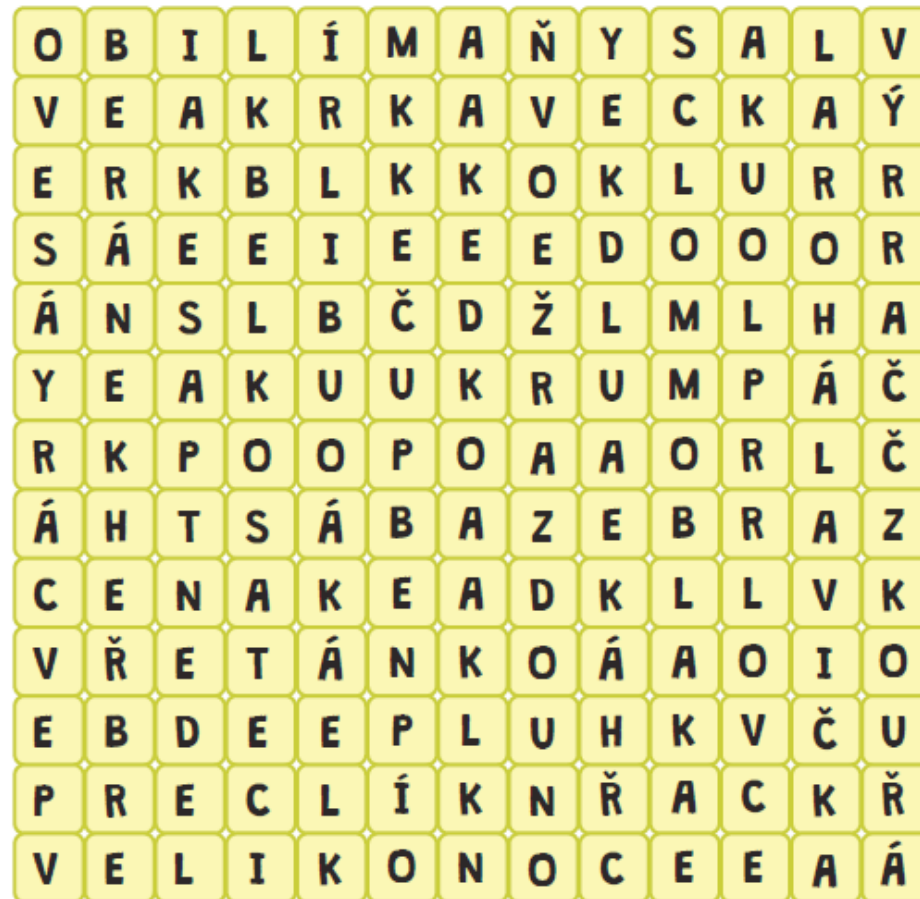 O B I L Í M A Ň Y S A L V
V E A K R K A V E C K A Ý
E R K B L K K O K L U R R
S Á E E I E E E D O O O R
Á N S L B Č D Ž L M L H A
Y E A K U U K R U M P Á Č
R K P O O P O A A O R L Č
Á H T S Á B A Z E B R A Z
C E N A K E A D K L L V K
V Ř E T Á N K O Á A O I O
E B D E E P L U H K V Č U
P R E C L Í K N Ř A C K Ř
V E L I K O N O C E E A Á